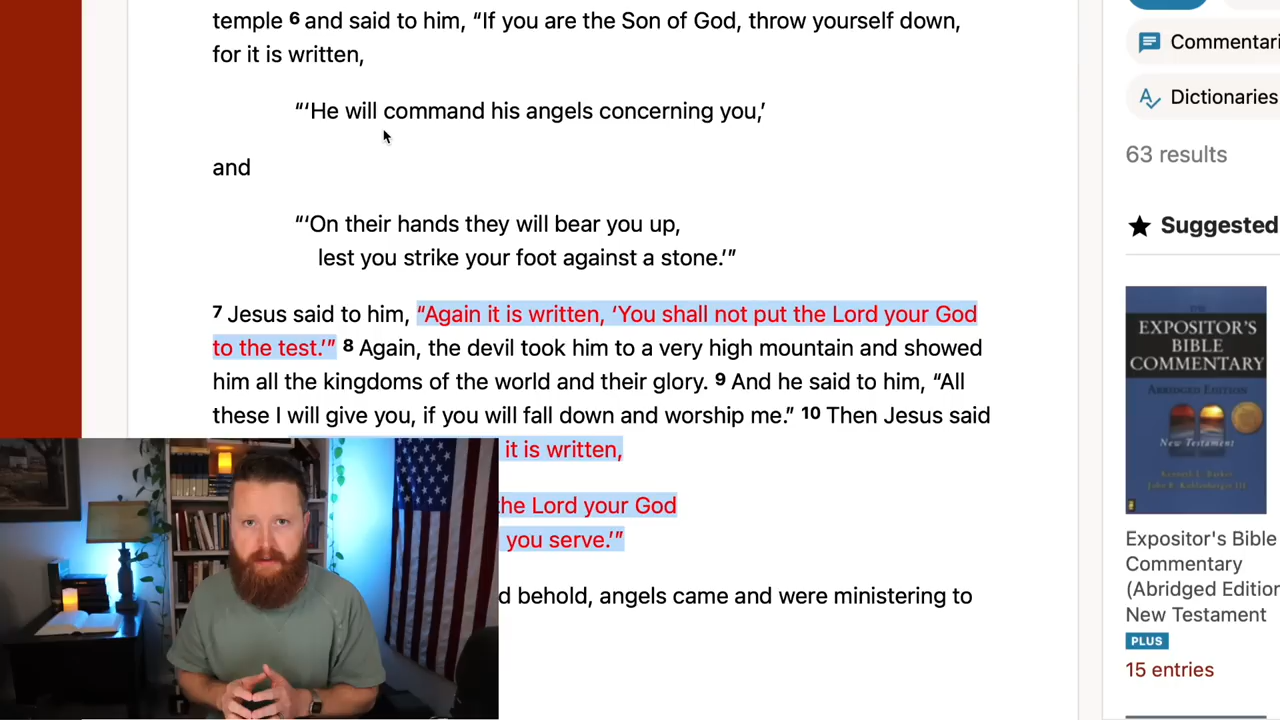 temple 6 and said to him, “If you are the Son of God, throw yourself down,
for it is written,
“‘He will command his angels concerning you,’
and
“‘On their hands they will bear you up,
lest you strike your foot against a stone.’”
7 Jesus said to him, “Again it is written, ‘You shall not put the Lord your God
to the test.’” 8 Again, the devil took him to a very high mountain and showed
him all the kingdoms of the world and their glory. 9 And he said to him, “All
these I will give you, if you will fall down and worship me.” 10 Then Jesus said
it is written,
the Lord your God
you serve.’”
d behold, angels came and were ministering to
Commentari
Dictionaries
63 results
Suggested
THE
EXPOSITOR'S
BIBLE
COMMENTARY
ABRIDGED EDITION
New Testament
Kenneth L. Barker
John R. Kohlenberger III
Expositor's Bible
Commentary
(Abridged Edition
New Testament
PLUS
15 entries